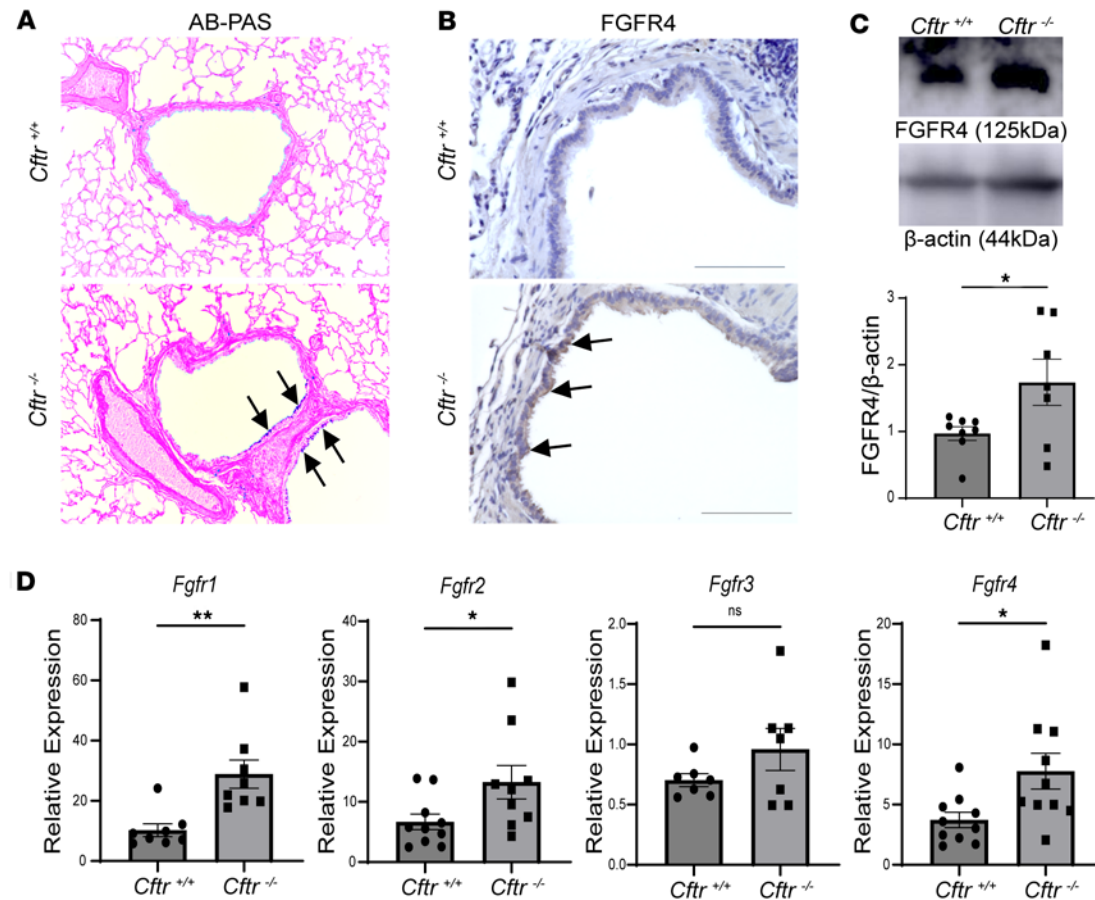 A
AB-PAS
Cftr +/+
Cftr -/-
B
FGFR4
Cftr +/+
Cftr -/-
C
Cftr +/+ Cftr -/-
FGFR4 (125kDa)
β-actin (44kDa)
*
FGFR4/β-actin
3
2
1
0
Cftr +/+ Cftr -/-
D
Fgfr1
**
Relative Expression
80
60
40
20
0
Cftr +/+ Cftr -/-
Fgfr2
*
Relative Expression
40
30
20
10
0
Cftr +/+ Cftr -/-
Fgfr3
ns
Relative Expression
2.0
1.5
1.0
0.5
0.0
Cftr +/+ Cftr -/-
Fgfr4
*
Relative Expression
20
15
10
5
0
Cftr +/+ Cftr -/-